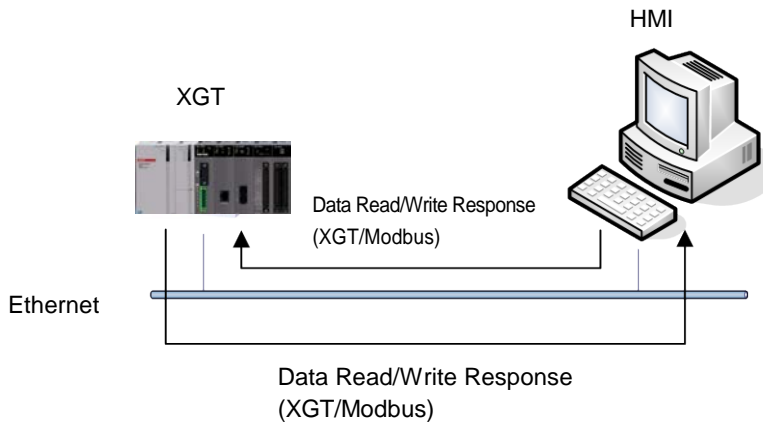 HMI
XGT
Data Read/Write Response
(XGT/Modbus)
Ethernet
Data Read/Write Response
(XGT/Modbus)